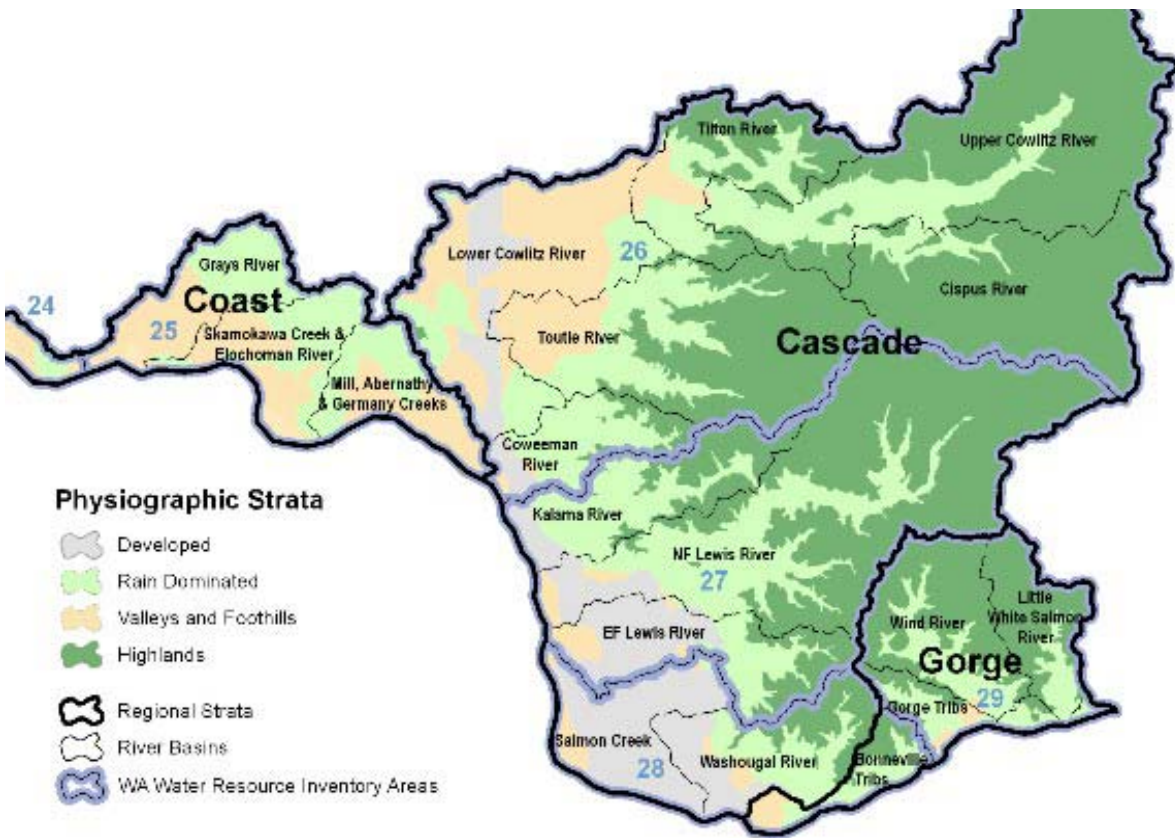 Tilton River
Upper Cowlitz River
Lower Cowlitz River
26
Grays River
24
Coast
25
Cispus River
Skamokawa Creek &
Elochoman River
Toutle River
Cascade
Mill, Abernathy
& Germany Creeks
Coweeman
River
Physiographic Strata
Developed
Rain Dominated
Valleys and Foothills
Highlands
Regional Strata
River Basins
WA Water Resource Inventory Areas
Kalama River
NF Lewis River
27
Little
White Salmon
River
Wind River
EF Lewis River
Gorge
29
Gorge Tribs
Salmon Creek
28
Washougal River
Bonneville
Tribs